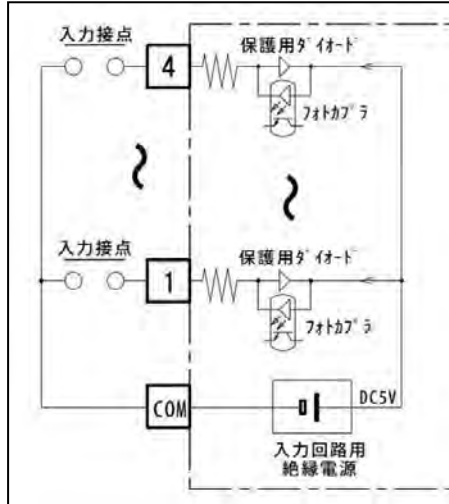 入力接点
4
保護用ダイオード
フォトカプラ
入力接点
1
保護用ダイオード
フォトカプラ
COM
DC5V
入力回路用
絶縁電源